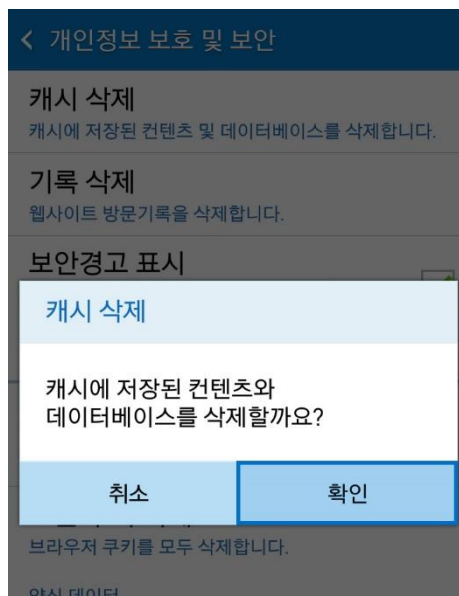 개인정보 보호 및 보안
캐시 삭제
캐시에 저장된 컨텐츠 및 데이터베이스를 삭제합니다.
기록 삭제
웹사이트 방문기록을 삭제합니다.
보안경고 표시
캐시 삭제
캐시에 저장된 컨텐츠와
데이터베이스를 삭제할까요?
취소
확인
브라우저 쿠키를 모두 삭제합니다.
양식 데이터